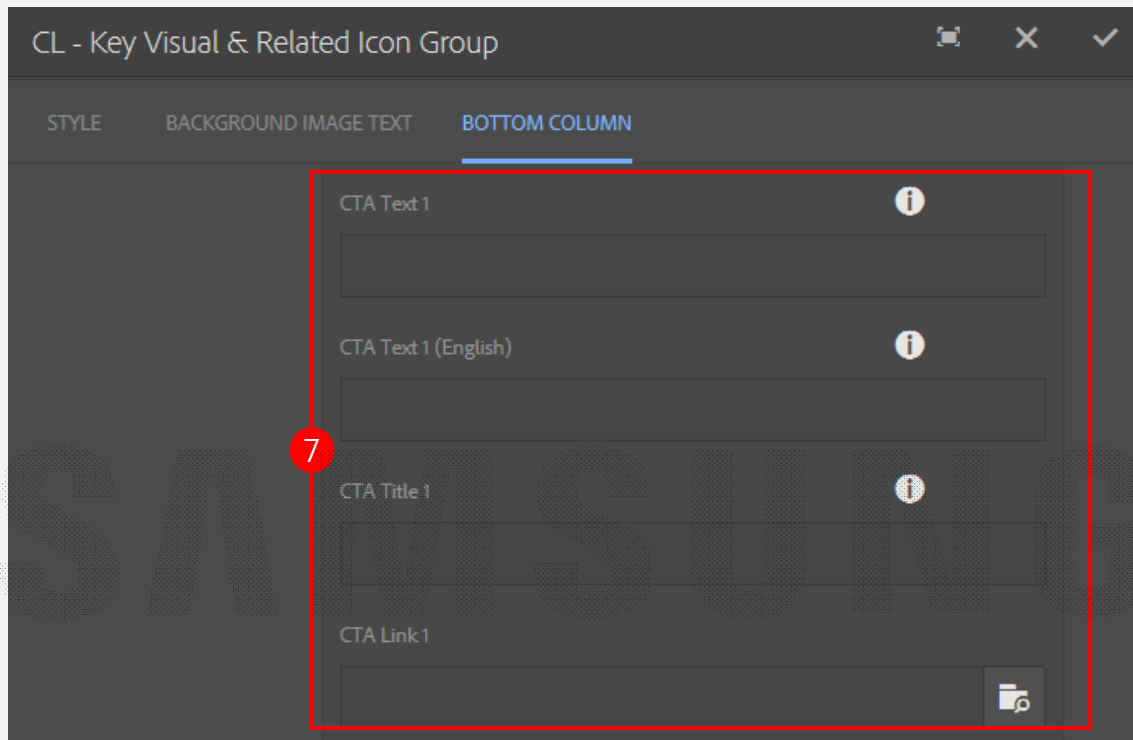 CL - Key Visual & Related Icon Group
STYLE BACKGROUND IMAGE TEXT BOTTOM COLUMN
CTA Text 1
CTA Text 1 (English)
7
CTA Title 1
SAMSUNG
CTA Link 1